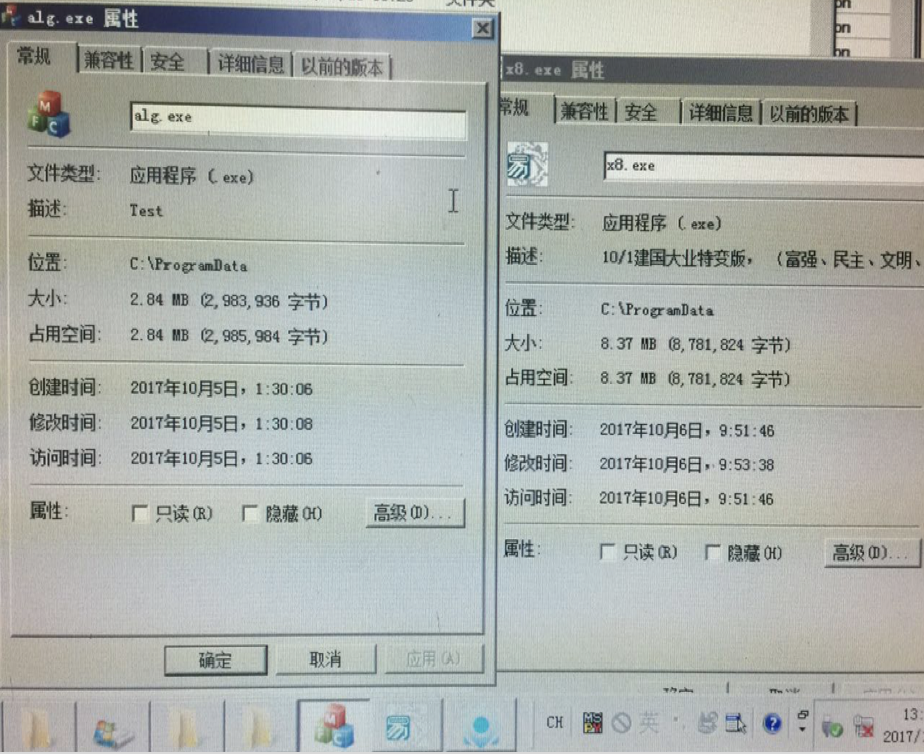 alg.exe 属性
常规 兼容性 安全 详细信息 以前的版本
alg.exe
文件类型: 应用程序 (.exe)
描述: Test
位置: C:\ProgramData
大小: 2.84 MB (2,983,936 字节)
占用空间: 2.84 MB (2,985,984 字节)
创建时间: 2017年10月5日，1:30:06
修改时间: 2017年10月5日，1:30:08
访问时间: 2017年10月5日，1:30:06
属性: 只读(R) 隐藏(H) 高级(D)...
确定 取消 应用(A)
x8.exe 属性
常规 兼容性 安全 详细信息 以前的版本
x8.exe
文件类型: 应用程序 (.exe)
描述: 10/1建国大业特变版，（富强、民主、文明、
位置: C:\ProgramData
大小: 8.37 MB (8,781,824 字节)
占用空间: 8.37 MB (8,781,824 字节)
创建时间: 2017年10月6日，9:51:46
修改时间: 2017年10月6日，9:53:38
访问时间: 2017年10月6日，9:51:46
属性: 只读(R) 隐藏(H) 高级(D)...
CH 英 13:
2017/